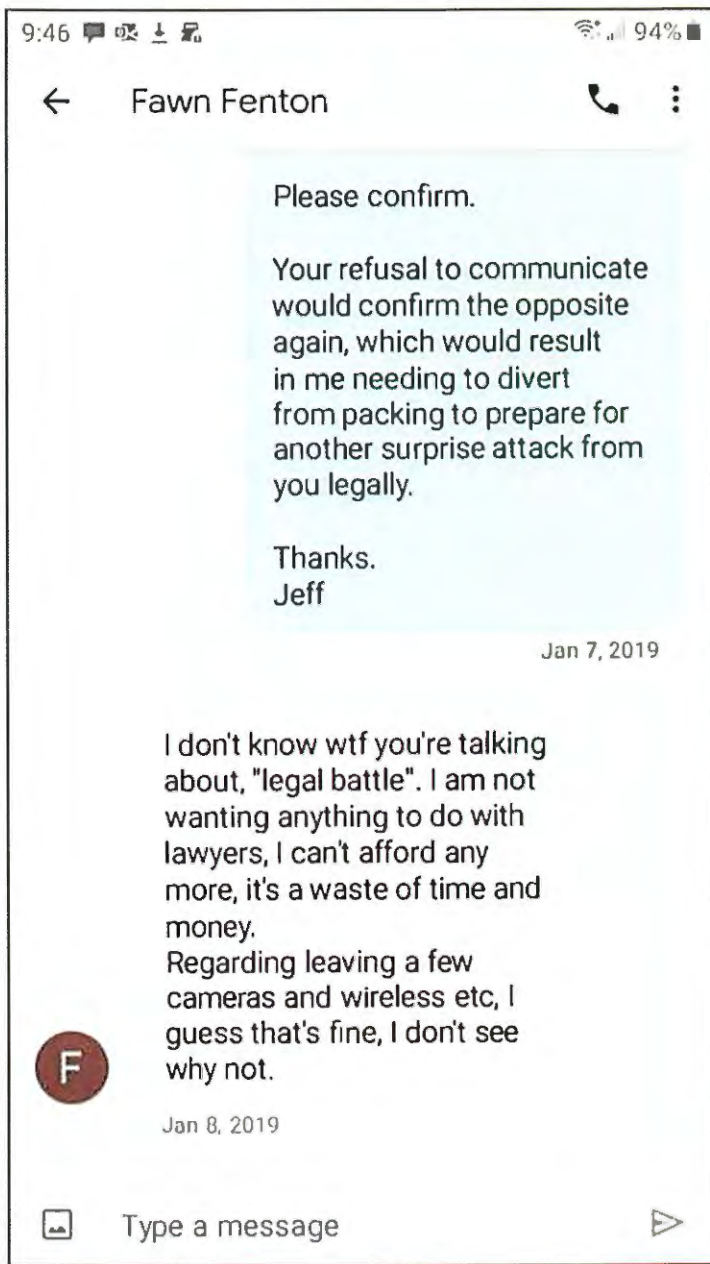 9:46 94%
Fawn Fenton
Please confirm.
Your refusal to communicate
would confirm the opposite
again, which would result
in me needing to divert
from packing to prepare for
another surprise attack from
you legally.
Thanks.
Jeff
Jan 7, 2019
I don't know wtf you're talking
about, "legal battle". I am not
wanting anything to do with
lawyers, I can't afford any
more, it's a waste of time and
money.
Regarding leaving a few
cameras and wireless etc, I
guess that's fine, I don't see
why not.
F
Jan 8, 2019
Type a message